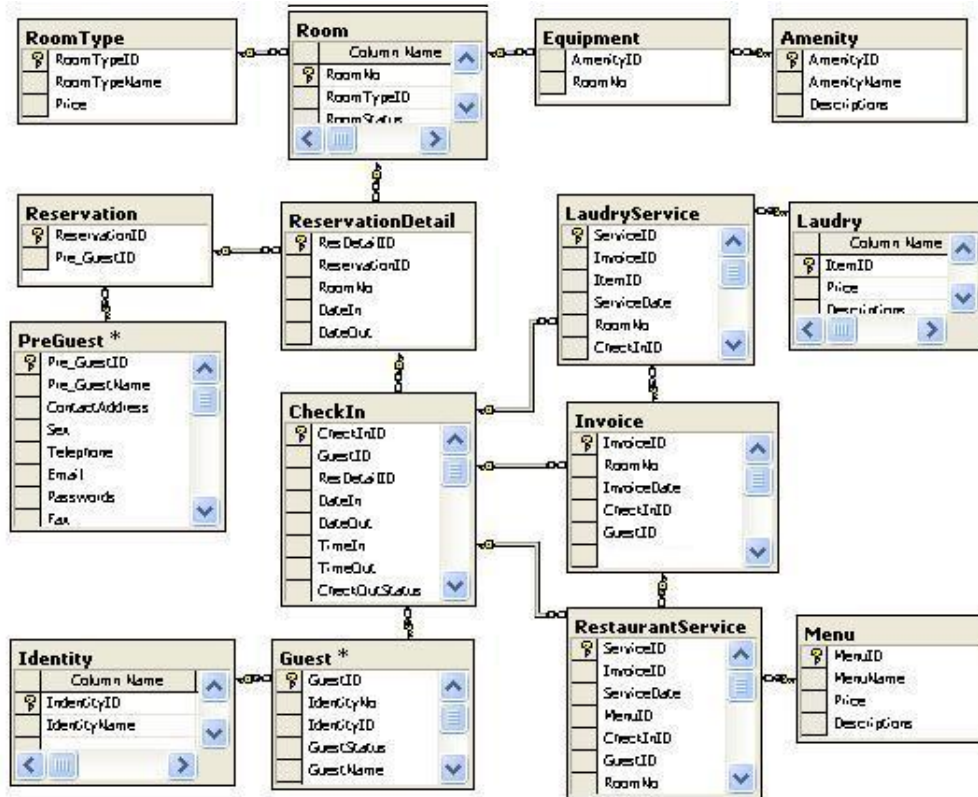 RoomType
RoomTypeID
RoomTypeName
Price
Room
Column Name
RoomNo
RoomTypeID
RoomStatus
Equipment
AmenityID
RoomNo
Amenity
AmenityID
AmenityName
Descriptions
Reservation
ReservationID
Pre_GuestID
ReservationDetail
ResDetailID
ReservationID
RoomNo
DateIn
DateOut
LaudryService
ServiceID
InvoiceID
ItemID
ServiceDate
RoomNo
CheckInID
Laudry
Column Name
ItemID
Price
Descriptions
PreGuest *
Pre_GuestID
Pre_GuestName
ContactAddress
Sex
Telephone
Email
Passwords
Fax
CheckIn
CheckInID
GuestID
ResDetailID
DateIn
DateOut
TimeIn
TimeOut
CheckOutStatus
Invoice
InvoiceID
RoomNo
InvoiceDate
CheckInID
GuestID
Identity
Column Name
IndentityID
IdentityName
Guest *
GuestID
IdentityNo
IdentityID
GuestStatus
GuestName
RestaurantService
ServiceID
InvoiceID
ServiceDate
MenuID
CheckInID
GuestID
RoomNo
Menu
MenuID
MenuName
Price
Descriptions